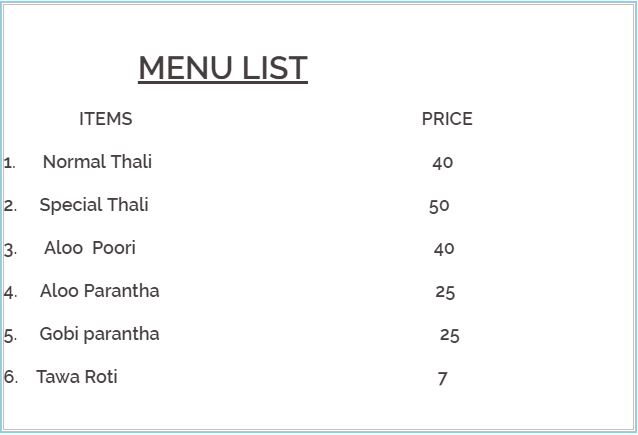 MENU LIST
ITEMS PRICE
1. Normal Thali 40
2. Special Thali 50
3. Aloo Poori 40
4. Aloo Parantha 25
5. Gobi parantha 25
6. Tawa Roti 7